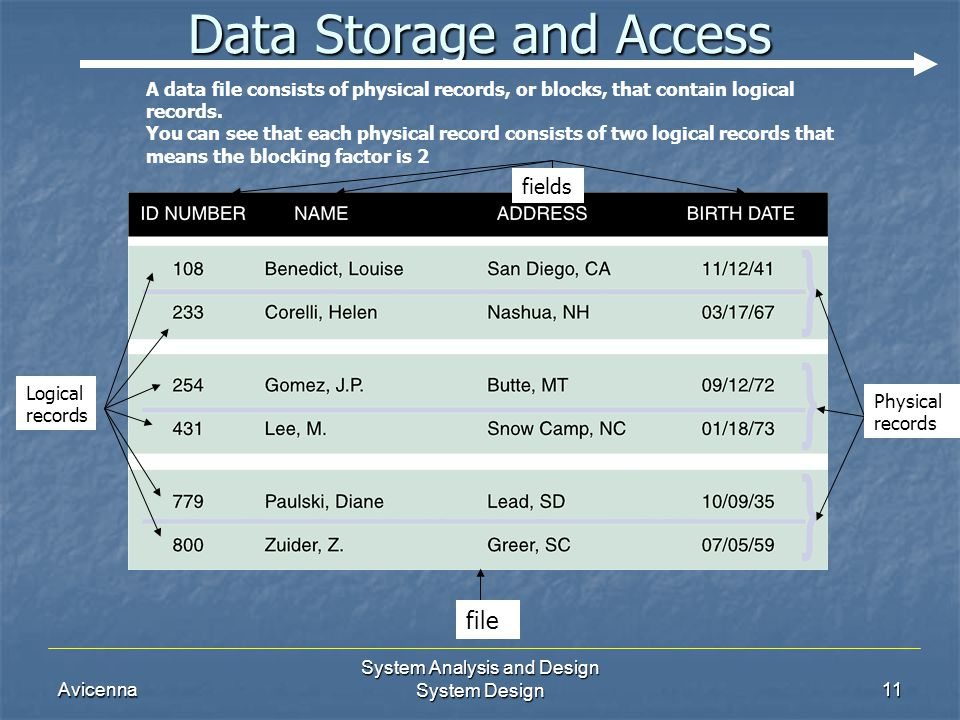 Data Storage and Access
A data file consists of physical records, or blocks, that contain logical
records.
You can see that each physical record consists of two logical records that
means the blocking factor is 2
fields
ID NUMBER NAME ADDRESS BIRTH DATE
108 Benedict, Louise San Diego, CA 11/12/41
233 Corelli, Helen Nashua, NH 03/17/67
254 Gomez, J.P. Butte, MT 09/12/72
431 Lee, M. Snow Camp, NC 01/18/73
779 Paulski, Diane Lead, SD 10/09/35
800 Zuider, Z. Greer, SC 07/05/59
Logical
records
Physical
records
file
Avicenna
System Analysis and Design
System Design
11